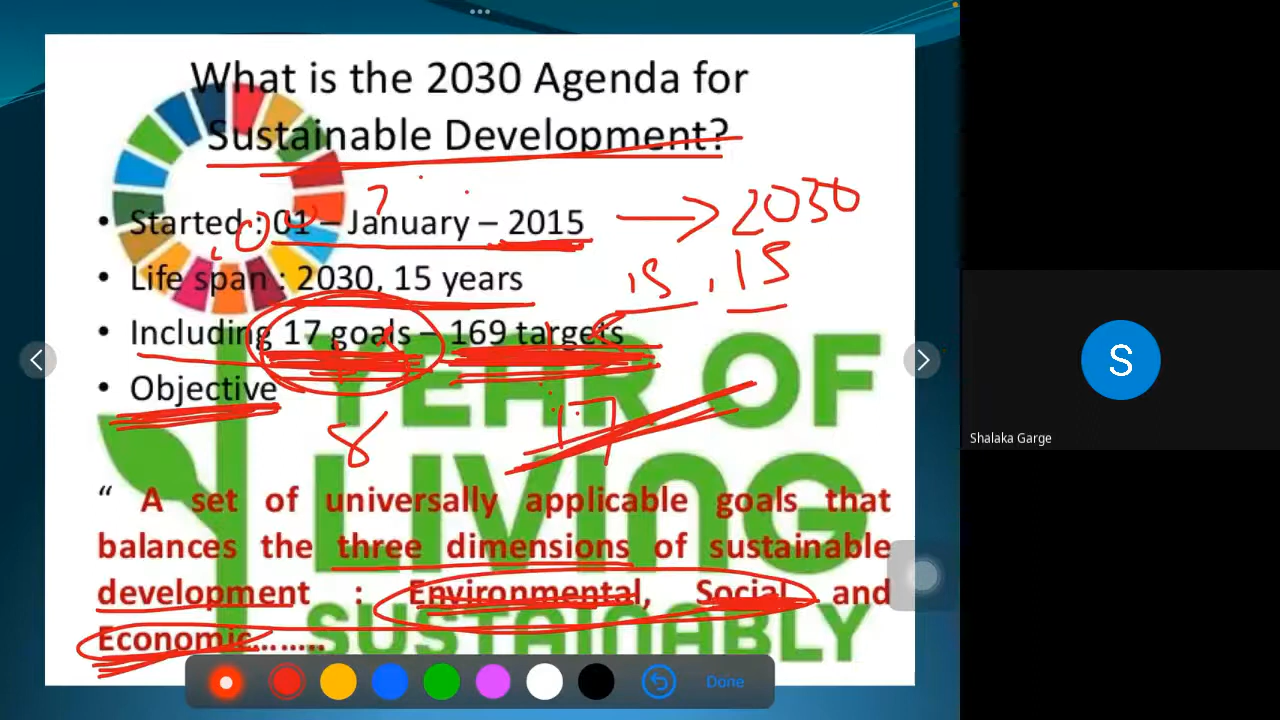 What is the 2030 Agenda for
Sustainable Development?
• Started : 01 – January – 2015
2030
• Life span : 2030, 15 years
15, 15
• Including 17 goals – 169 targets
• Objective
8
17
YEAR OF
LIVING
SUSTAINABLY
“ A set of universally applicable goals that
balances the three dimensions of sustainable
development : Environmental, Social and
Economic........
Done
S
Shalaka Garge